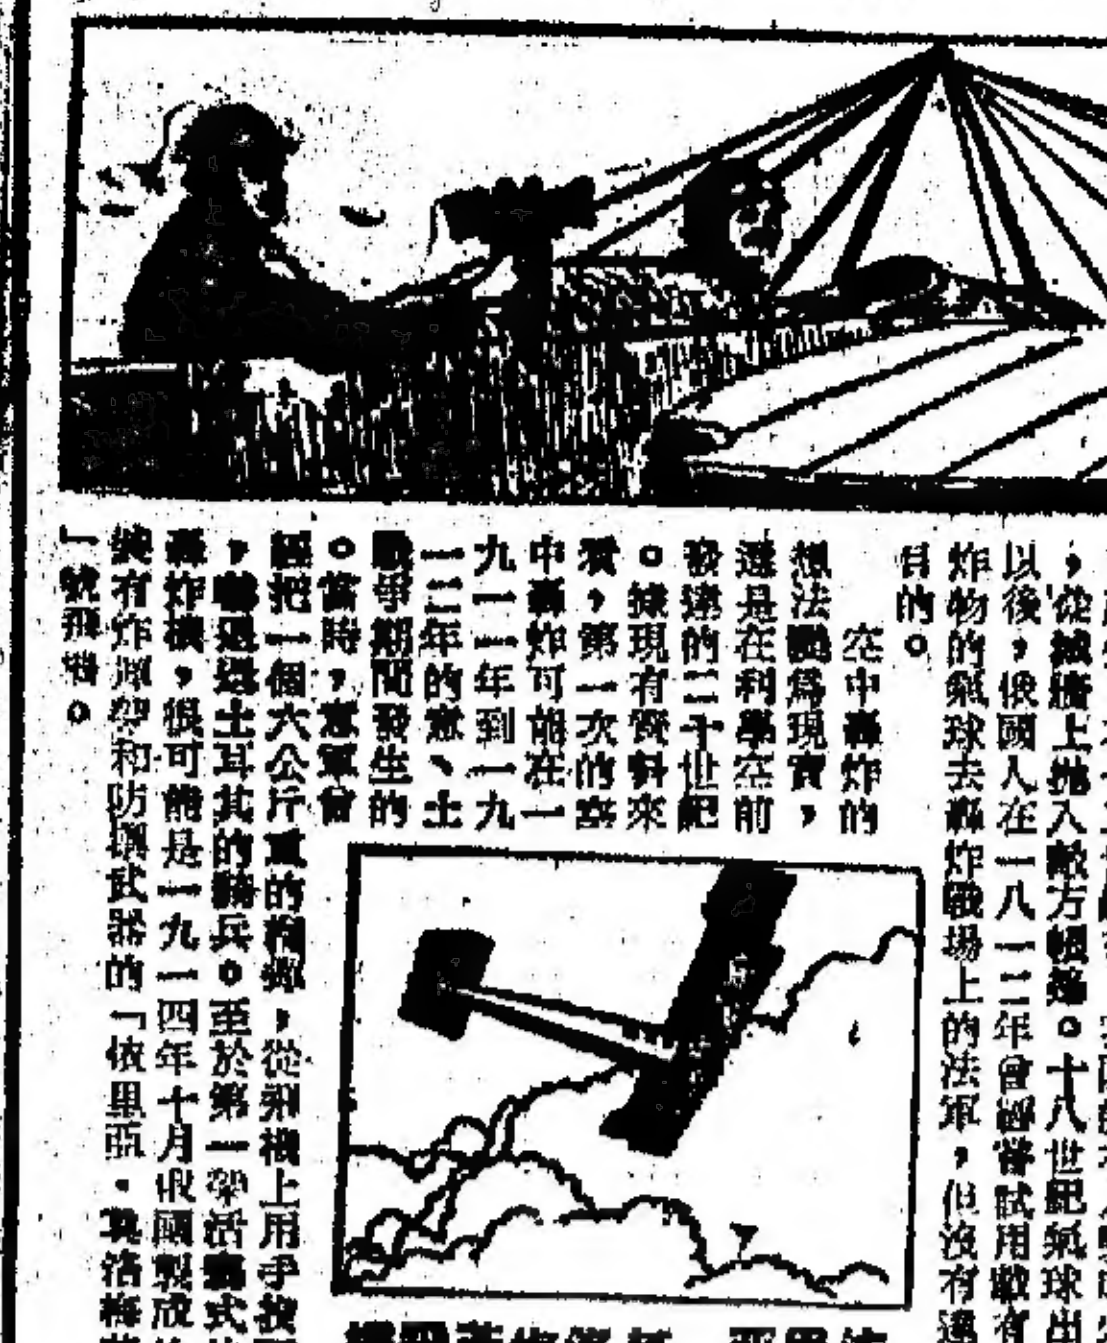 ，從城牆上拋入敵方帳篷。十八世紀氣球出
以後，俄國人在一八一二年曾經嘗試用載有
炸物的氣球去轟炸戰場上的法軍，但沒有達
目的。
空中轟炸的
想法變為現實，
還是在科學空前
發達的二十世紀
。據現有資料來
看，第一次的空
中轟炸可能在一
九一一年到一九
一二年的意、土
戰爭期間發生的
。當時，意軍曾
經把一個六公斤重的炸彈，從飛機上用手投
，轟退土耳其的騎兵。至於第一架活動式
轟炸機，很可能是一九一四年十月俄國製成
裝有炸彈架和防禦武器的「依里亞·莫洛梅茨
」號飛機。